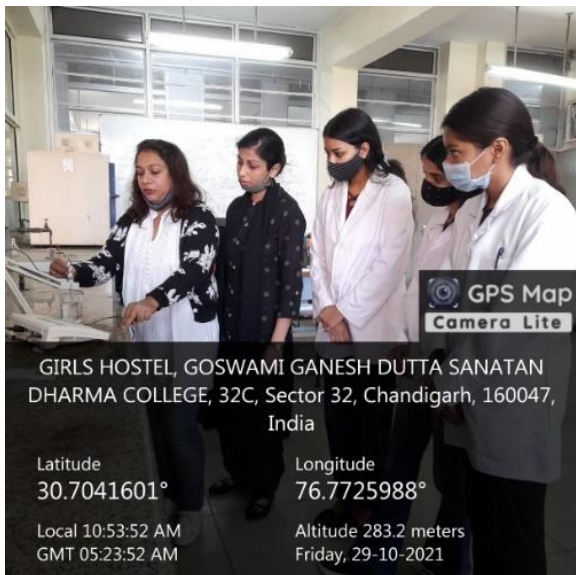 GPS Map
Camera Lite
GIRLS HOSTEL, GOSWAMI GANESH DUTTA SANATAN
DHARMA COLLEGE, 32C, Sector 32, Chandigarh, 160047,
India
Latitude
30.7041601°
Longitude
76.7725988°
Local 10:53:52 AM
GMT 05:23:52 AM
Altitude 283.2 meters
Friday, 29-10-2021